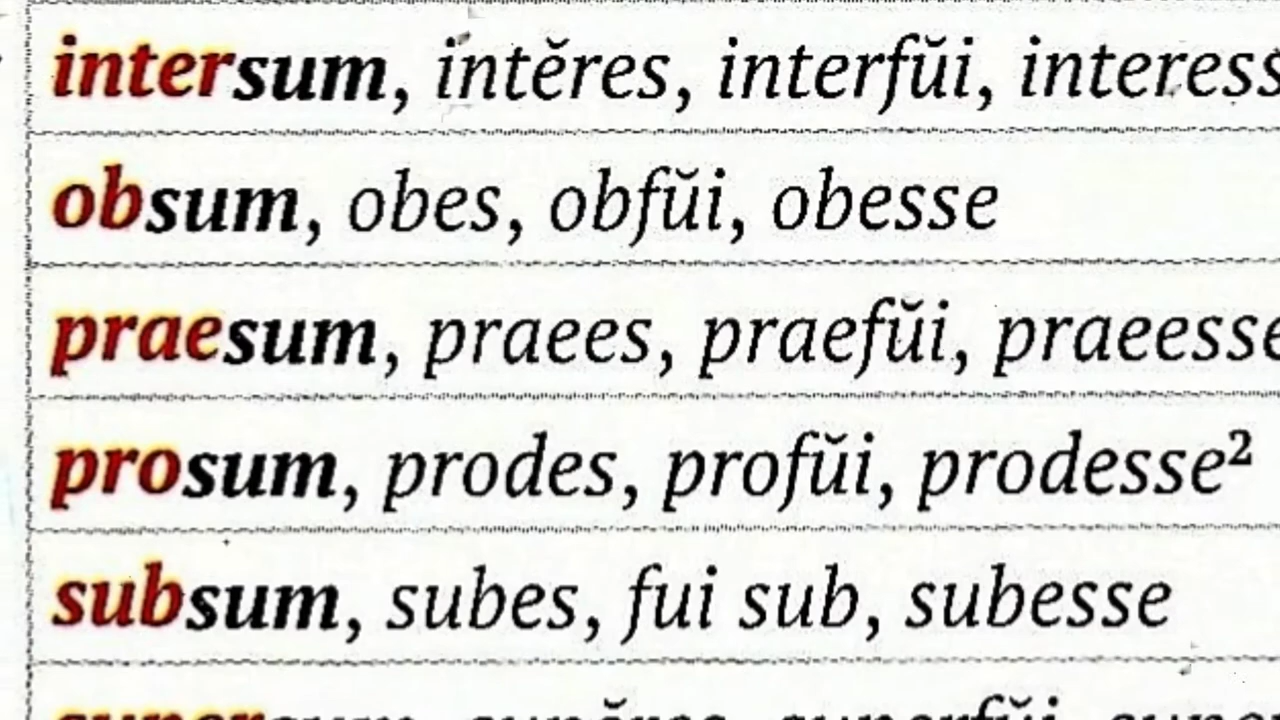 intersum, intĕres, interfŭi, interess
obsum, obes, obfŭi, obesse
praesum, praees, praefŭi, praeesse
prosum, prodes, profŭi, prodesse²
subsum, subes, fui sub, subesse